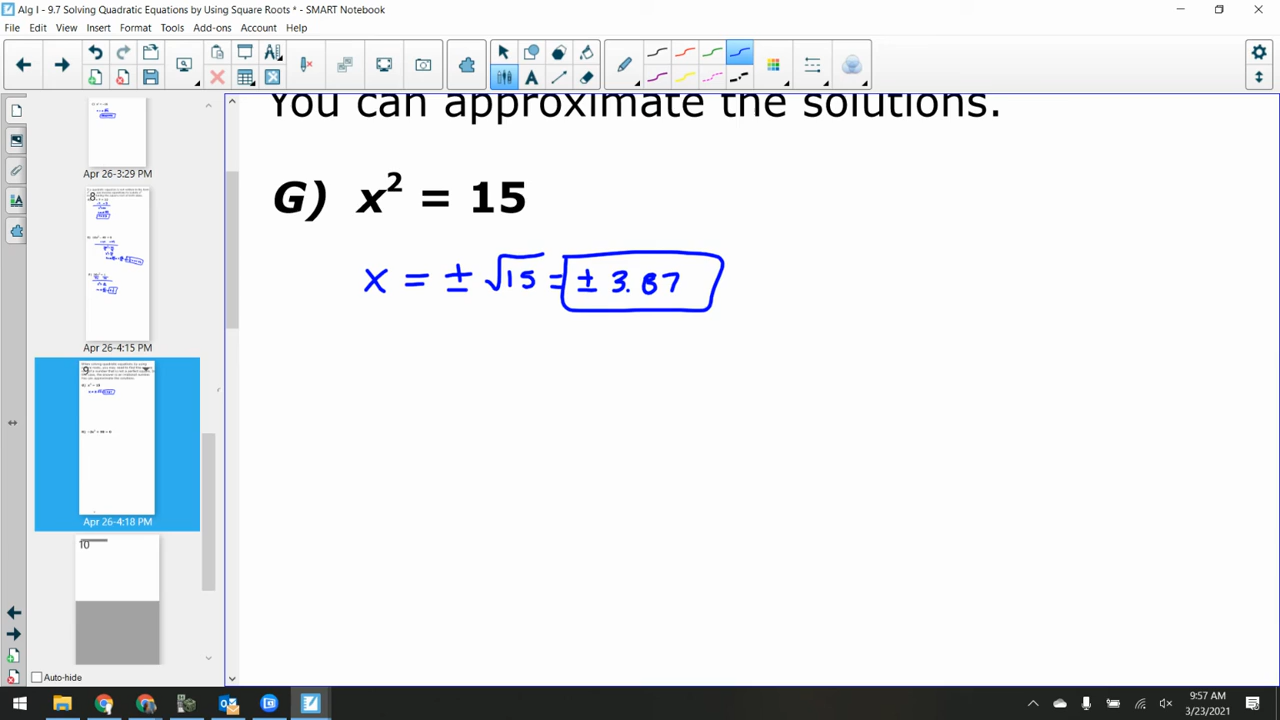 Alg I - 9.7 Solving Quadratic Equations by Using Square Roots * - SMART Notebook
File Edit View Insert Format Tools Add-ons Account Help
You can approximate the solutions.
G) x² = 15
x = ± √15 = ± 3.87
Apr 26-3:29 PM
8
Apr 26-4:15 PM
9
Apr 26-4:18 PM
10
Auto-hide
9:57 AM
3/23/2021